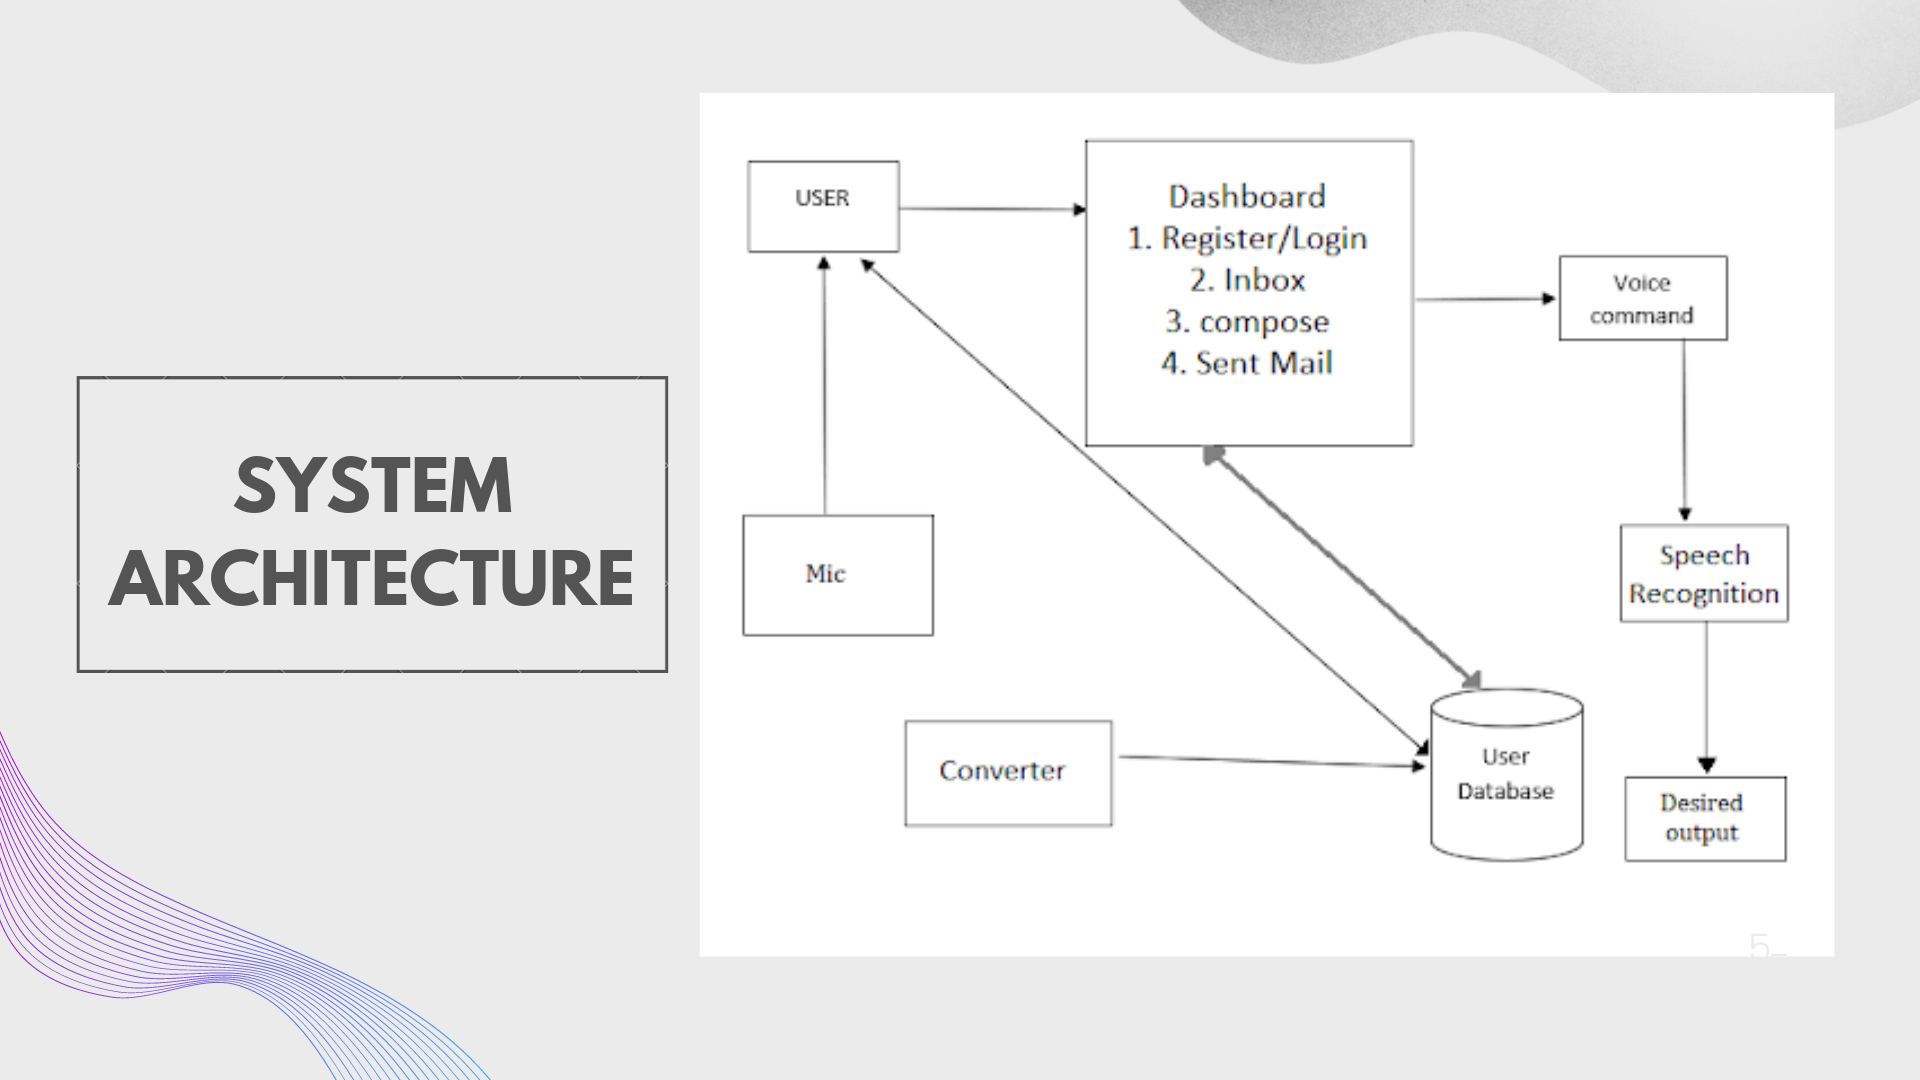 SYSTEM
ARCHITECTURE
USER
Dashboard
1. Register/Login
2. Inbox
3. compose
4. Sent Mail
Voice
command
Mic
Speech
Recognition
Converter
User
Database
Desired
output
5